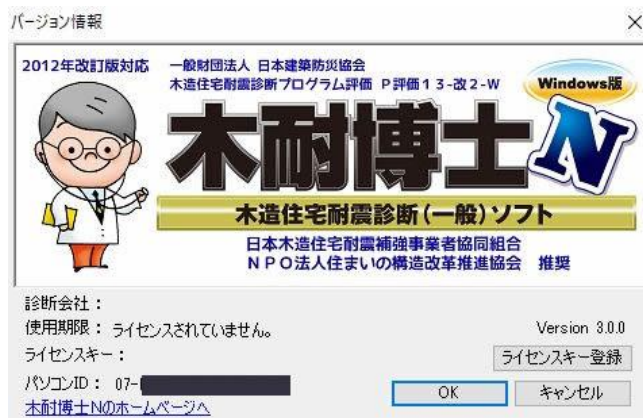 バージョン情報
2012年改訂版対応
一般財団法人 日本建築防災協会
木造住宅耐震診断プログラム評価 P評価13-改2-W
Windows版
木耐博士N
木造住宅耐震診断(一般)ソフト
日本木造住宅耐震補強事業者協同組合
NPO法人住まいの構造改革推進協会 推奨
診断会社:
使用期限: ライセンスされていません。
Version 3.0.0
ライセンスキー:
ライセンスキー登録
パソコンID: 07-
OK
キャンセル
木耐博士Nのホームページへ